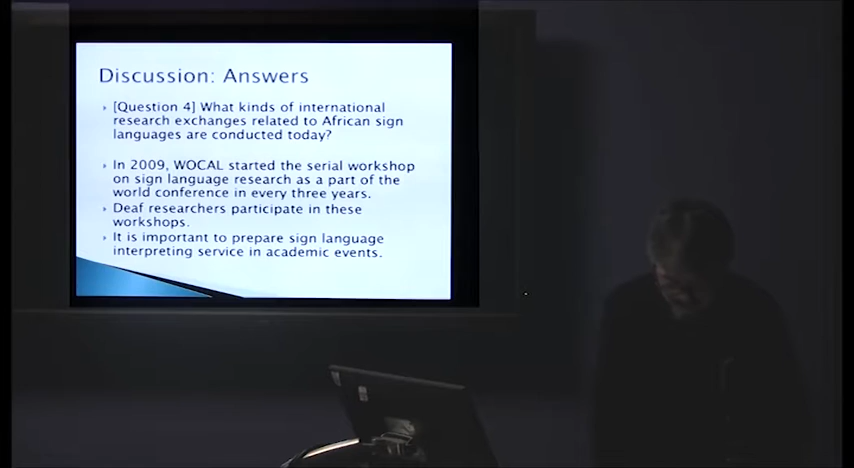 Discussion: Answers
[Question 4] What kinds of international
research exchanges related to African sign
languages are conducted today?
In 2009, WOCAL started the serial workshop
on sign language research as a part of the
world conference in every three years.
Deaf researchers participate in these
workshops.
It is important to prepare sign language
interpreting service in academic events.